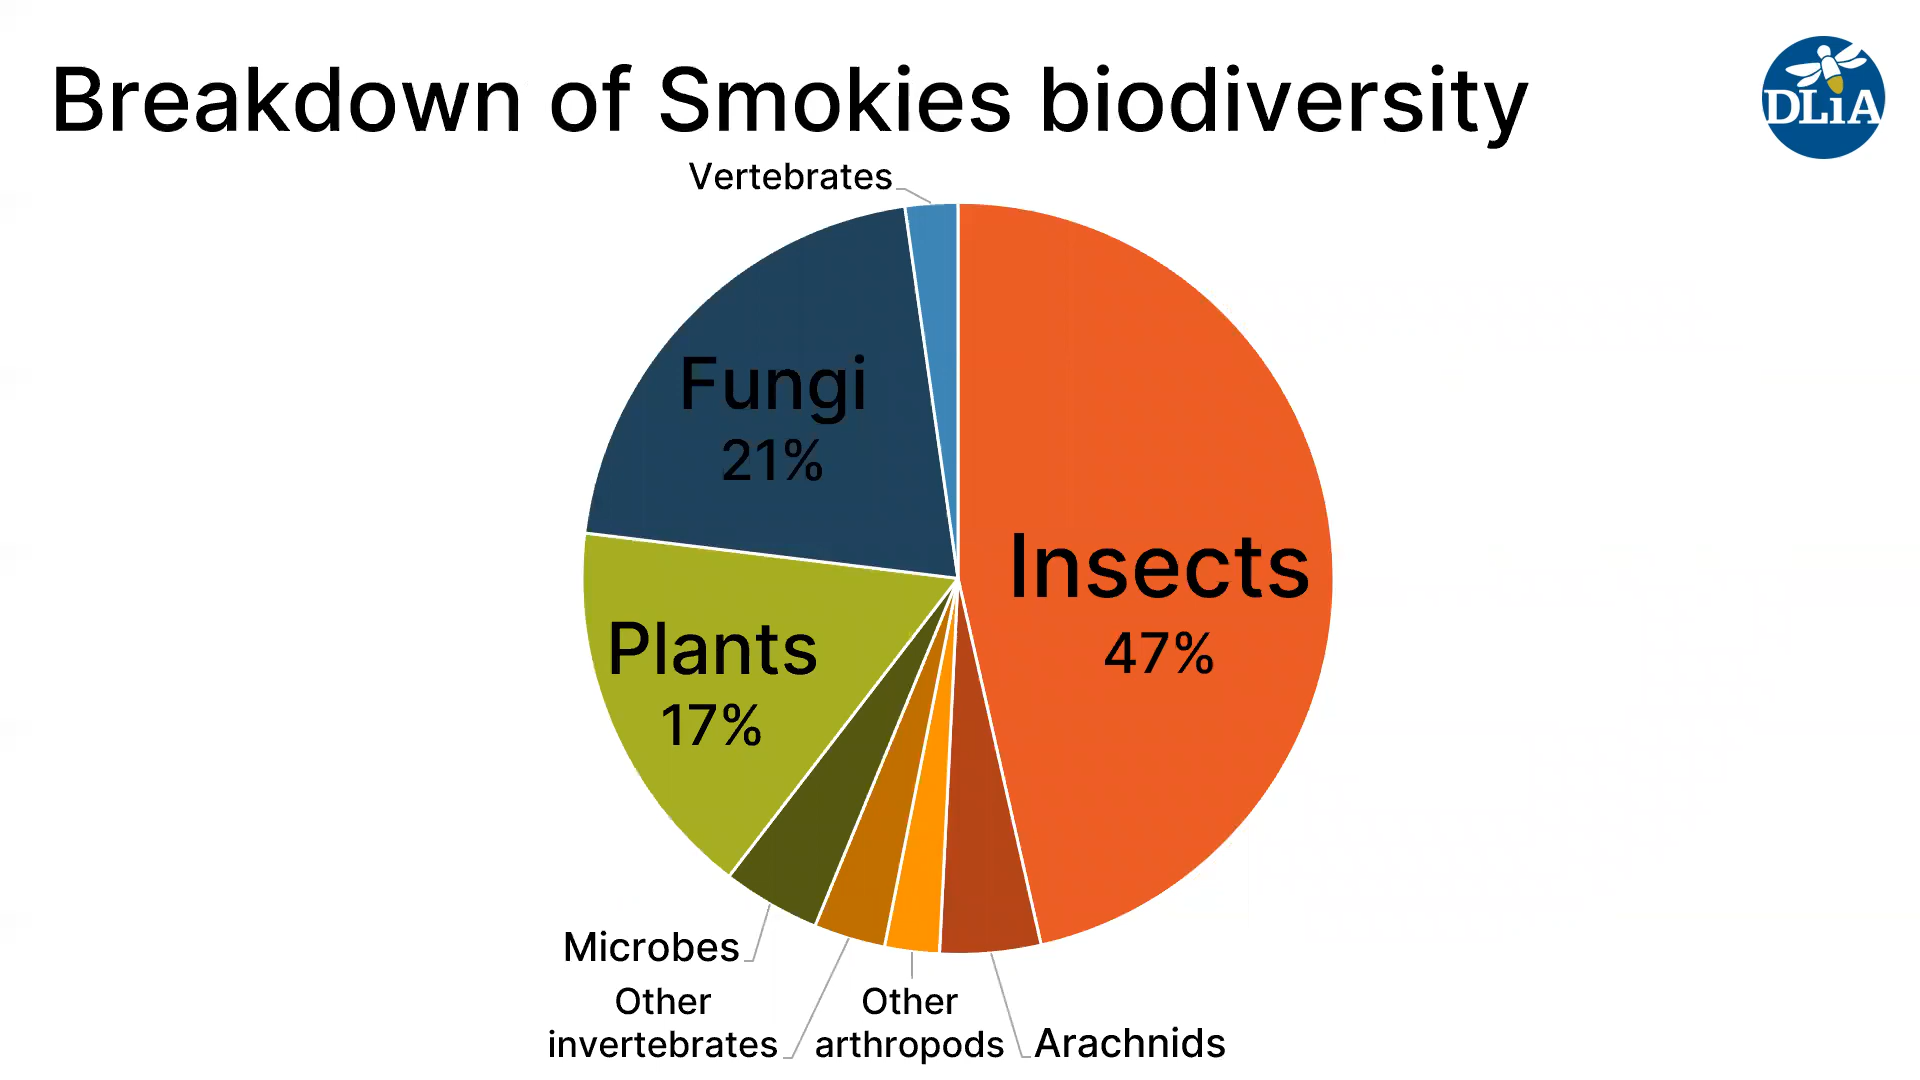 Breakdown of Smokies biodiversity
DLiA
Vertebrates
Fungi
21%
Insects
47%
Plants
17%
Microbes
Other
invertebrates
Other
arthropods
Arachnids